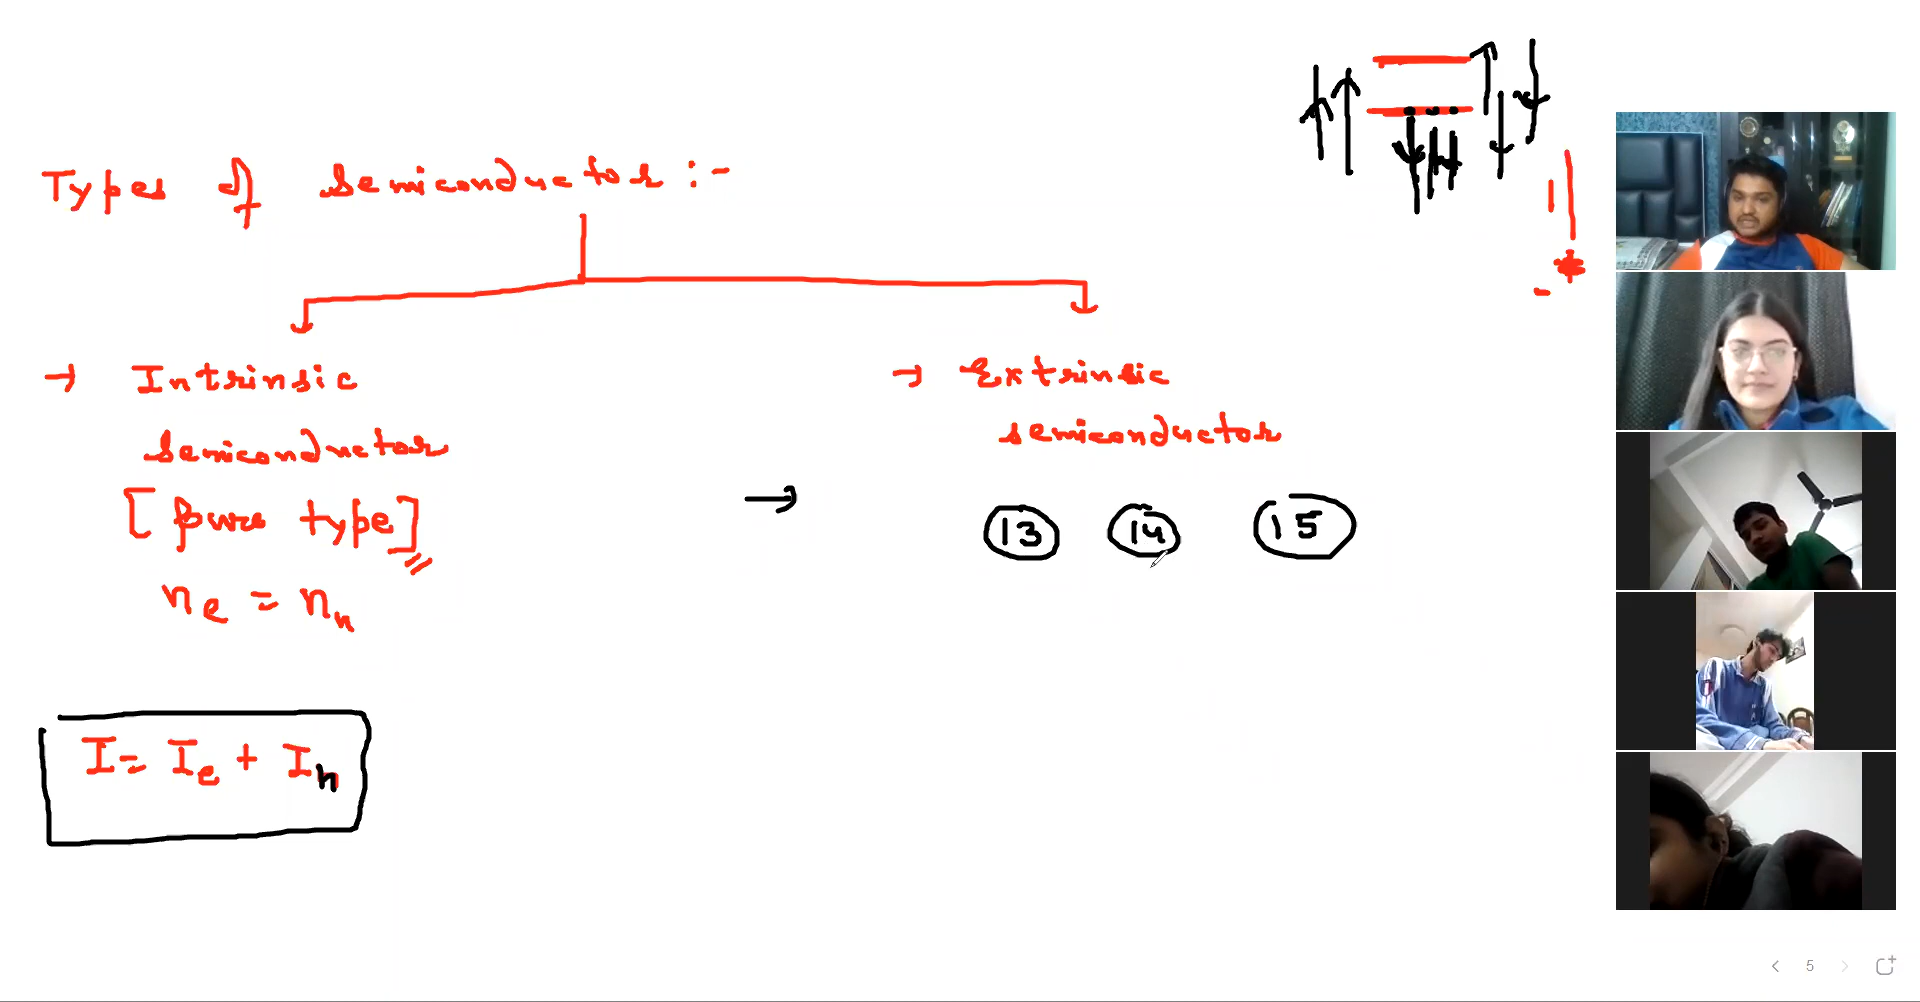 Types of Semiconductor :-
→ Intrinsic
semiconductor
[ pure type ]
nₑ = nₕ
I = Iₑ + Iₕ
→ Extrinsic
semiconductor
→
13 14 15
5